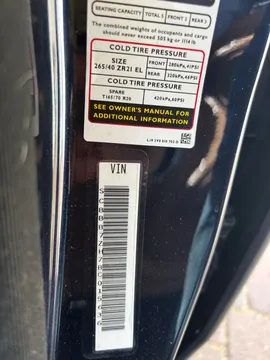 SEATING CAPACITY TOTAL 5 FRONT 2 REAR 3
The combined weights of occupants and cargo
should never exceed 505 kg or 1114 lb
COLD TIRE PRESSURE
SIZE
265/40 ZR21 EL
FRONT 280kPa,41PSI
REAR 320kPa,46PSI
COLD TIRE PRESSURE
SPARE
T165/70 R20
420kPa,60PSI
SEE OWNER'S MANUAL FOR
ADDITIONAL INFORMATION
VIN